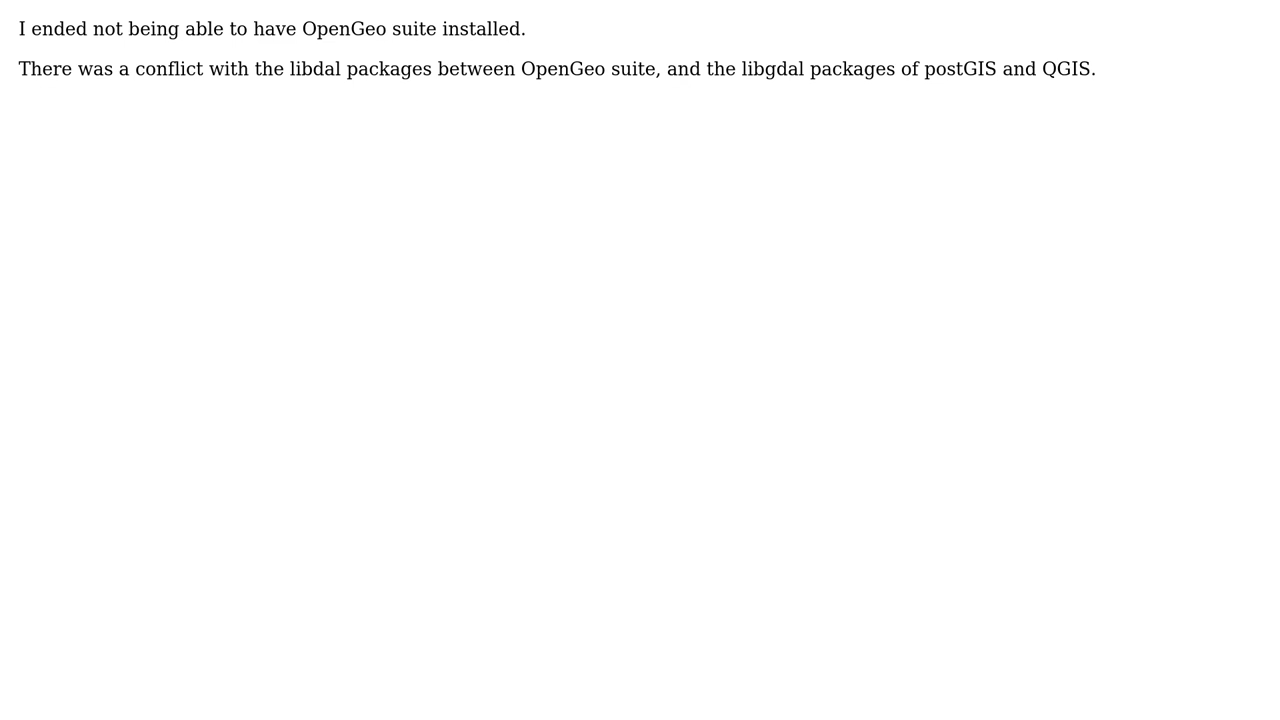 I ended not being able to have OpenGeo suite installed.
There was a conflict with the libdal packages between OpenGeo suite, and the libgdal packages of postGIS and QGIS.